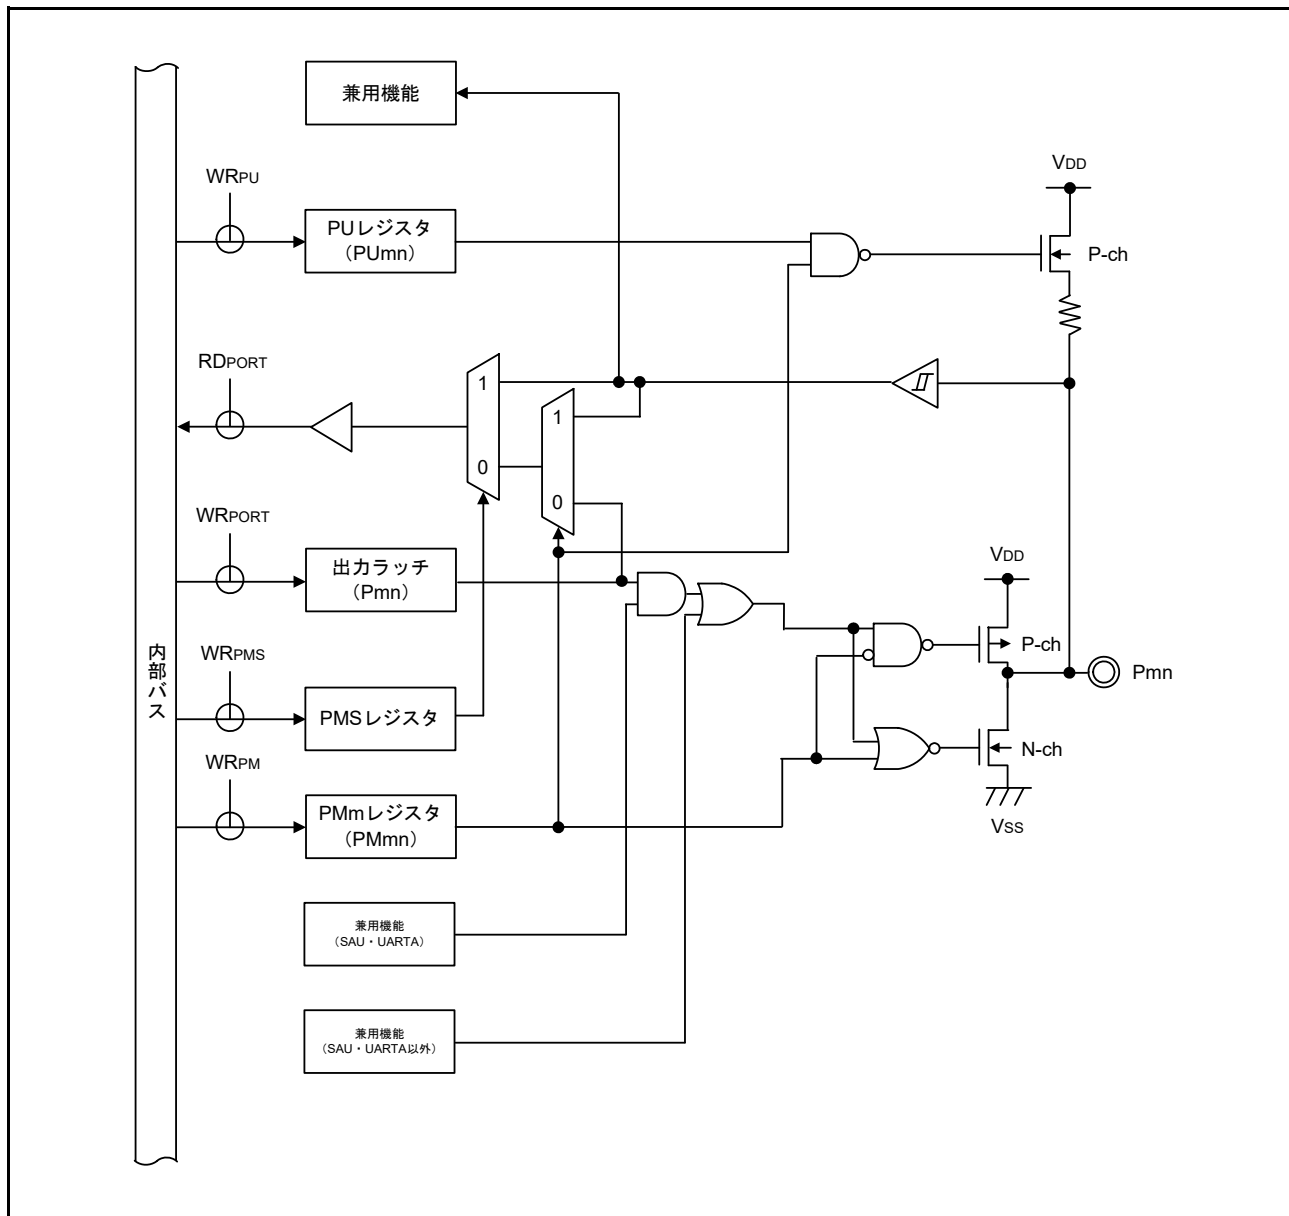 兼用機能
VDD
WRPU
PUレジスタ
（PUmn）
P-ch
RDPORT
1
1
0
0
WRPORT
出力ラッチ
（Pmn）
VDD
P-ch
Pmn
内部バス
WRPMS
PMSレジスタ
N-ch
WRPM
PMmレジスタ
（PMmn）
VSS
兼用機能
（SAU・UARTA）
兼用機能
（SAU・UARTA以外）